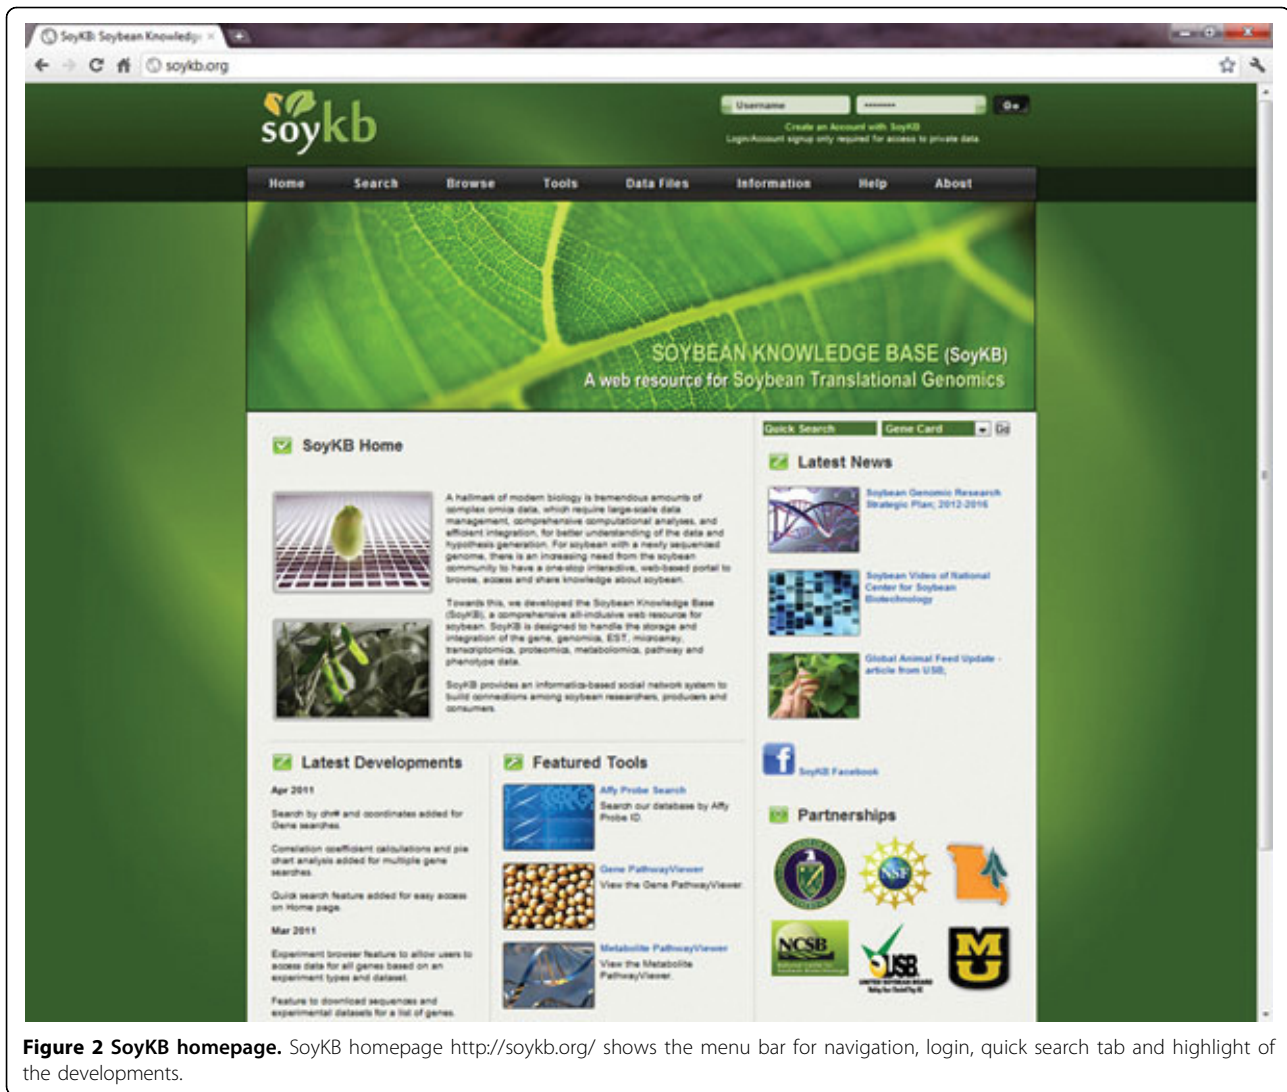 SoyKB: Soybean Knowledge
soykb.org
soykb
Username
Go
Create an Account with SoyKB
Login/Account signup only required for access to private data.
Home Search Browse Tools Data Files Information Help About
SOYBEAN KNOWLEDGE BASE (SoyKB)
A web resource for Soybean Translational Genomics
Quick Search Gene Card Go
SoyKB Home
A hallmark of modern biology is tremendous amounts of
complex omics data, which require large-scale data
management, comprehensive computational analyses, and
efficient integration, for better understanding of the data and
hypothesis generation. For soybean with a newly sequenced
genome, there is an increasing need from the soybean
community to have a one-stop interactive, web-based portal to
browse, access and share knowledge about soybean.
Towards this, we developed the Soybean Knowledge Base
(SoyKB), a comprehensive all-inclusive web resource for
soybean. SoyKB is designed to handle the storage and
integration of the gene, genomics, EST, microarray,
transcriptomics, proteomics, metabolomics, pathway and
phenotype data.
SoyKB provides an informatics-based social network system to
build connections among soybean researchers, producers and
consumers.
Latest News
Soybean Genomic Research
Strategic Plan; 2012-2016
Soybean Video of National
Center for Soybean
Biotechnology
Global Animal Feed Update -
article from USB;
SoyKB Facebook
Latest Developments
Apr 2011
Search by chr# and coordinates added for
Gene searches.
Correlation coefficient calculations and pie
chart analysis added for multiple gene
searches.
Quick search feature added for easy access
on Home page.
Mar 2011
Experiment browser feature to allow users to
access data for all genes based on an
experiment types and dataset.
Feature to download sequences and
experimental datasets for a list of genes.
Featured Tools
Affy Probe Search
Search our database by Affy
Probe ID.
Gene PathwayViewer
View the Gene PathwayViewer.
Metabolite PathwayViewer
View the Metabolite
PathwayViewer.
Partnerships
NSF
NCSB
National Center for
Soybean Biotechnology
USB
UNITED SOYBEAN BOARD
MU
Figure 2 SoyKB homepage. SoyKB homepage http://soykb.org/ shows the menu bar for navigation, login, quick search tab and highlight of
the developments.